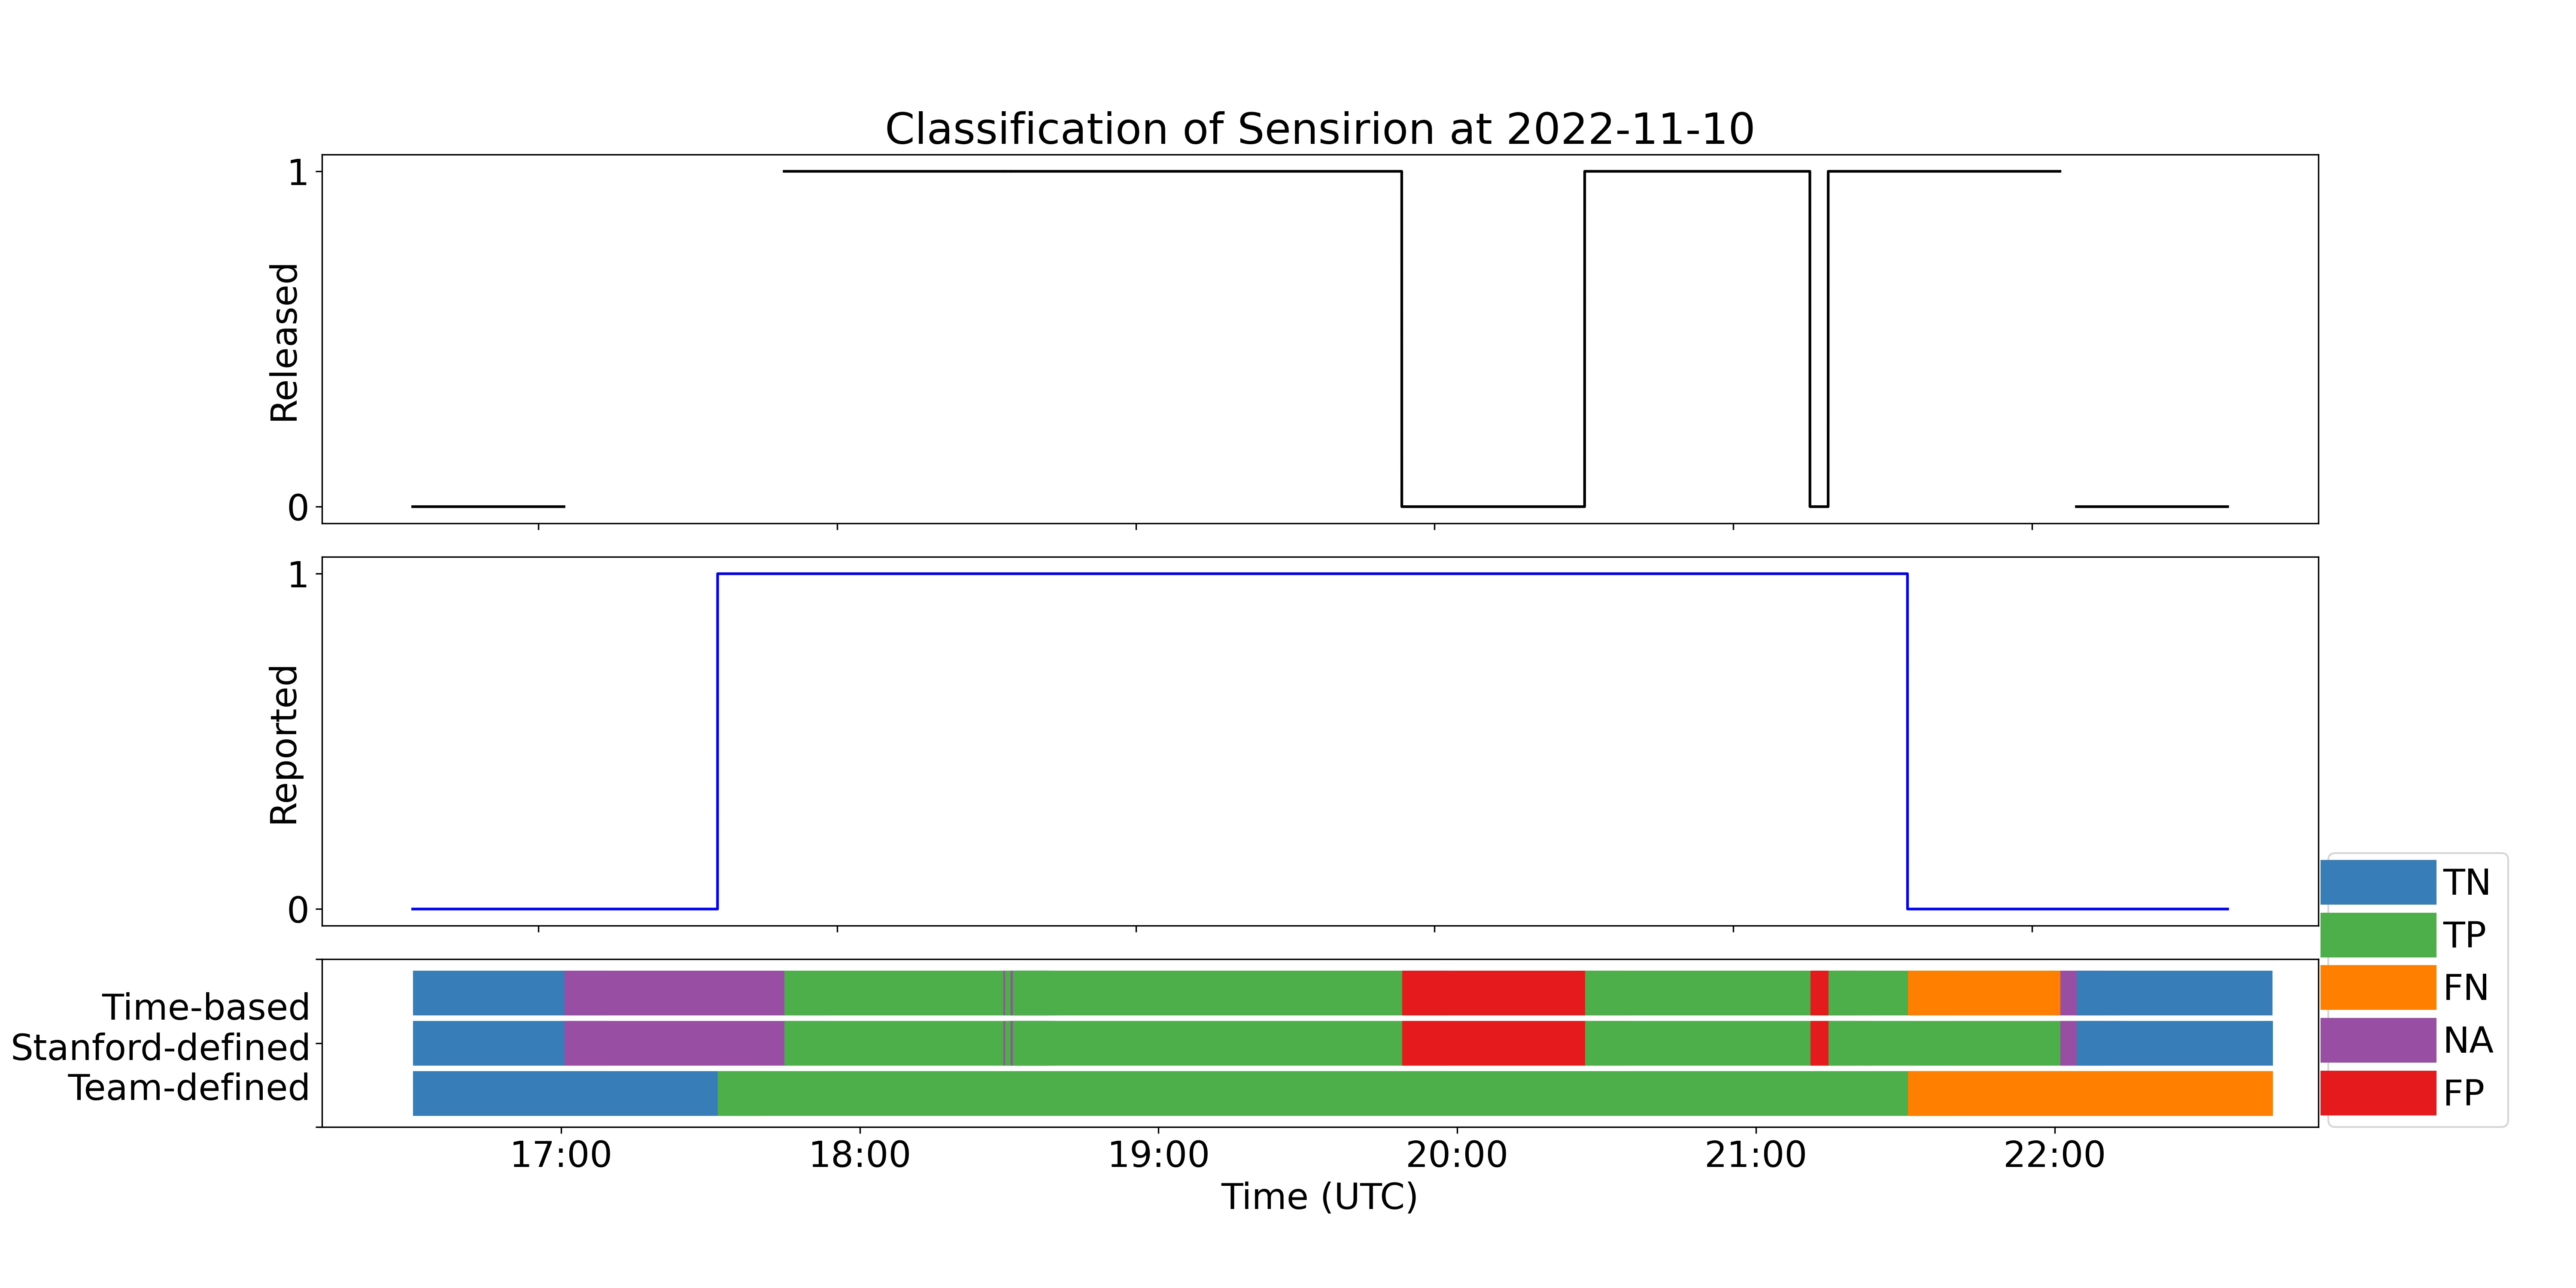 Classification of Sensirion at 2022-11-10
1
Released
0
1
Reported
0
TN
TP
FN
NA
FP
Time-based
Stanford-defined
Team-defined
17:00 18:00 19:00 20:00 21:00 22:00
Time (UTC)